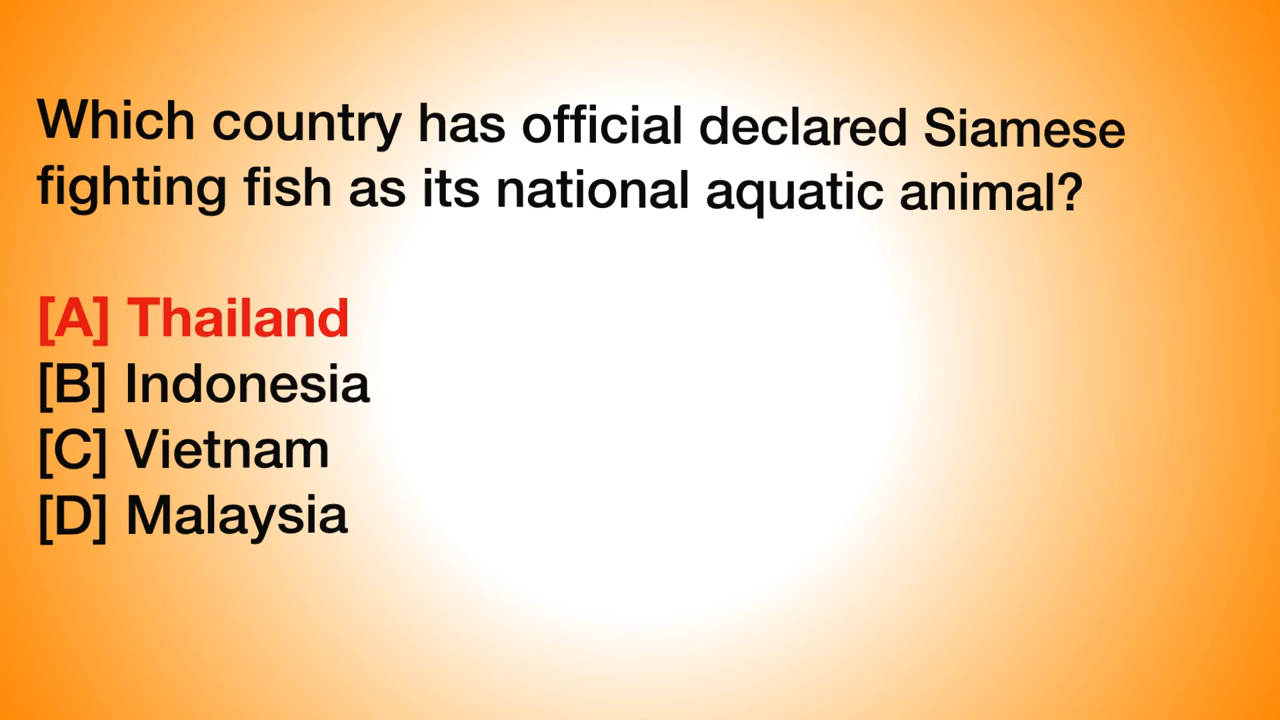 Which country has official declared Siamese
fighting fish as its national aquatic animal?
[A] Thailand
[B] Indonesia
[C] Vietnam
[D] Malaysia